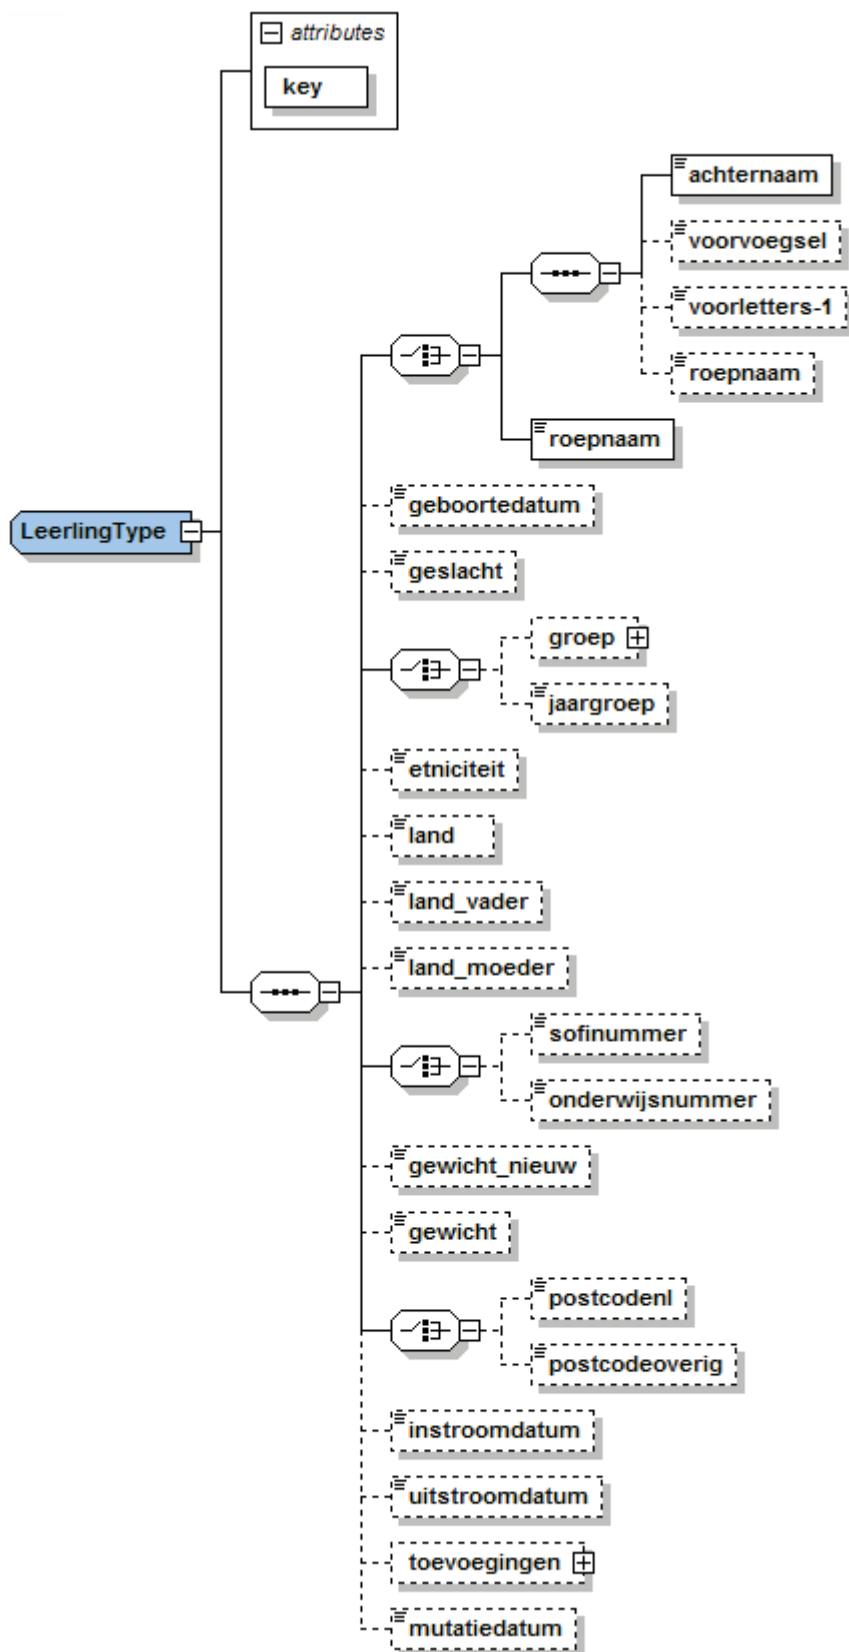 attributes
key
achternaam
voorvoegsel
voorletters-1
roepnaam
roepnaam
LeerlingType
geboortedatum
geslacht
groep
jaargroep
etniciteit
land
land_vader
land_moeder
sofinummer
onderwijsnummer
gewicht_nieuw
gewicht
postcodenl
postcodeoverig
instroomdatum
uitstroomdatum
toevoegingen
mutatiedatum